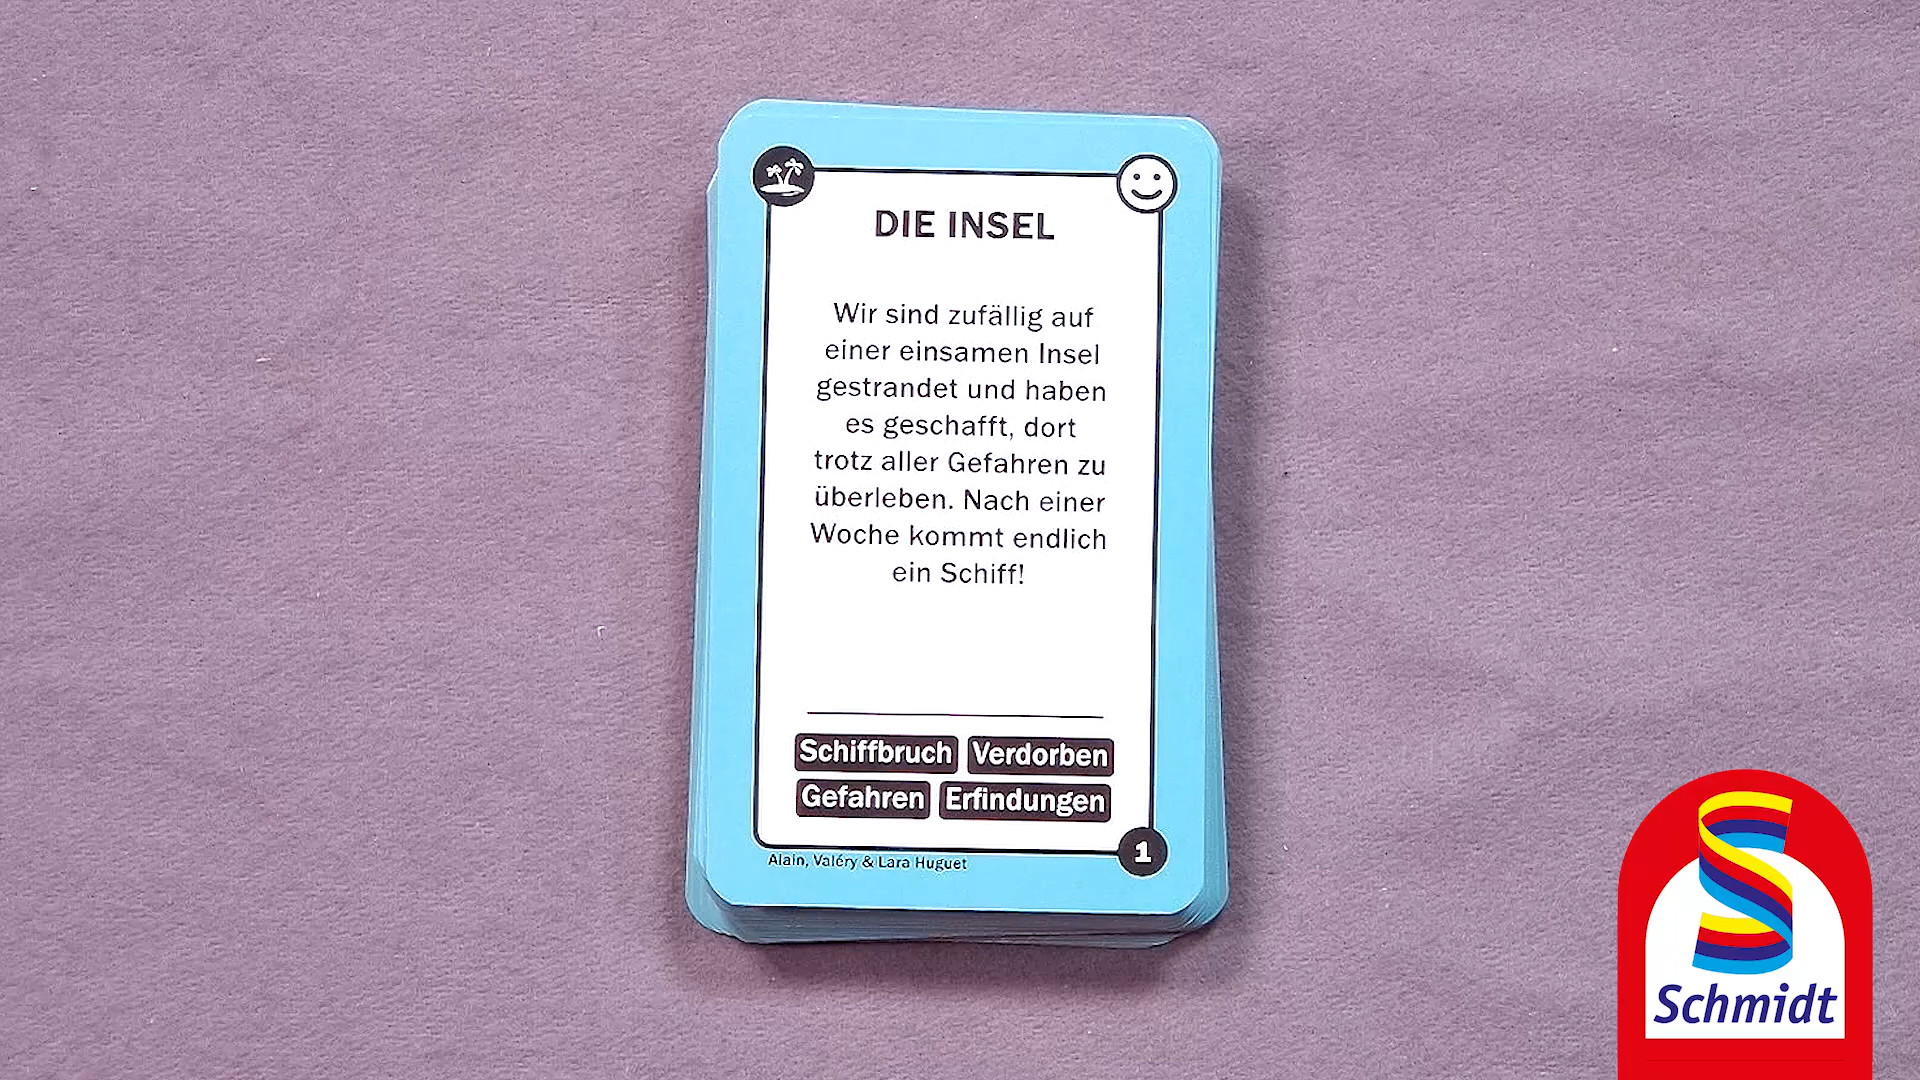 DIE INSEL
Wir sind zufällig auf
einer einsamen Insel
gestrandet und haben
es geschafft, dort
trotz aller Gefahren zu
überleben. Nach einer
Woche kommt endlich
ein Schiff!
Schiffbruch Verdorben
Gefahren Erfindungen
Alain, Valéry & Lara Huguet
1
Schmidt